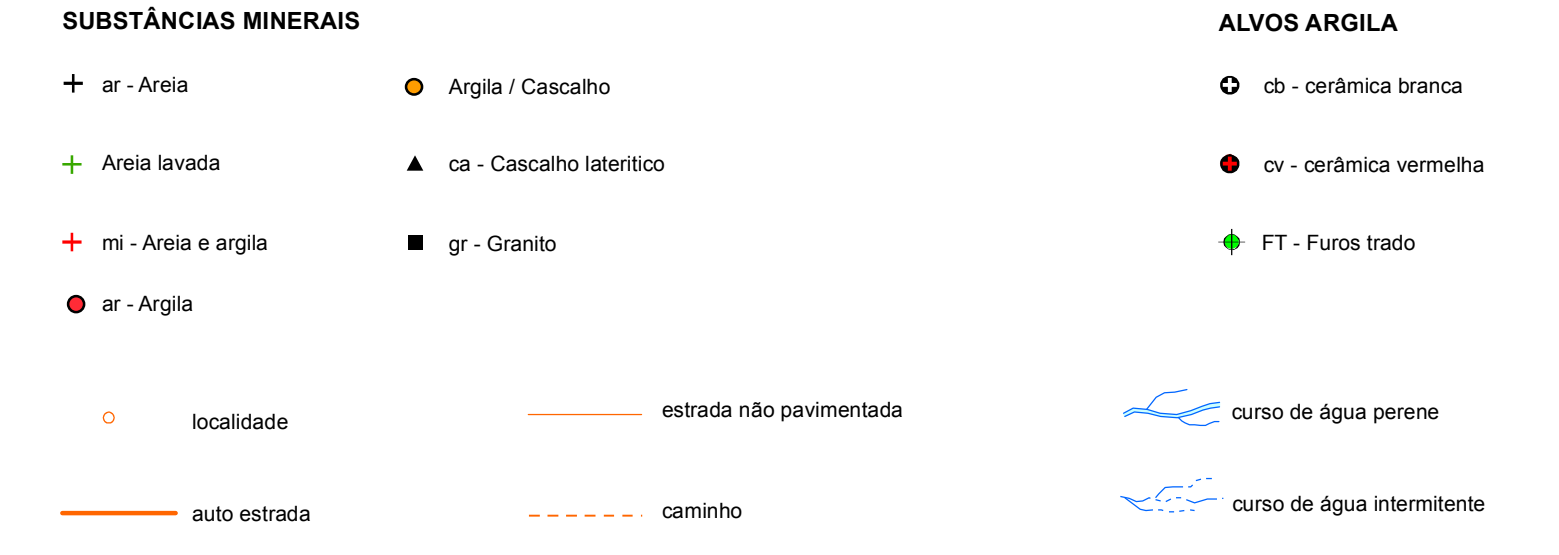 SUBSTÂNCIAS MINERAIS
ar - Areia
Areia lavada
mi - Areia e argila
ar - Argila
Argila / Cascalho
ca - Cascalho lateritico
gr - Granito
ALVOS ARGILA
cb - cerâmica branca
cv - cerâmica vermelha
FT - Furos trado
localidade
auto estrada
estrada não pavimentada
caminho
curso de água perene
curso de água intermitente